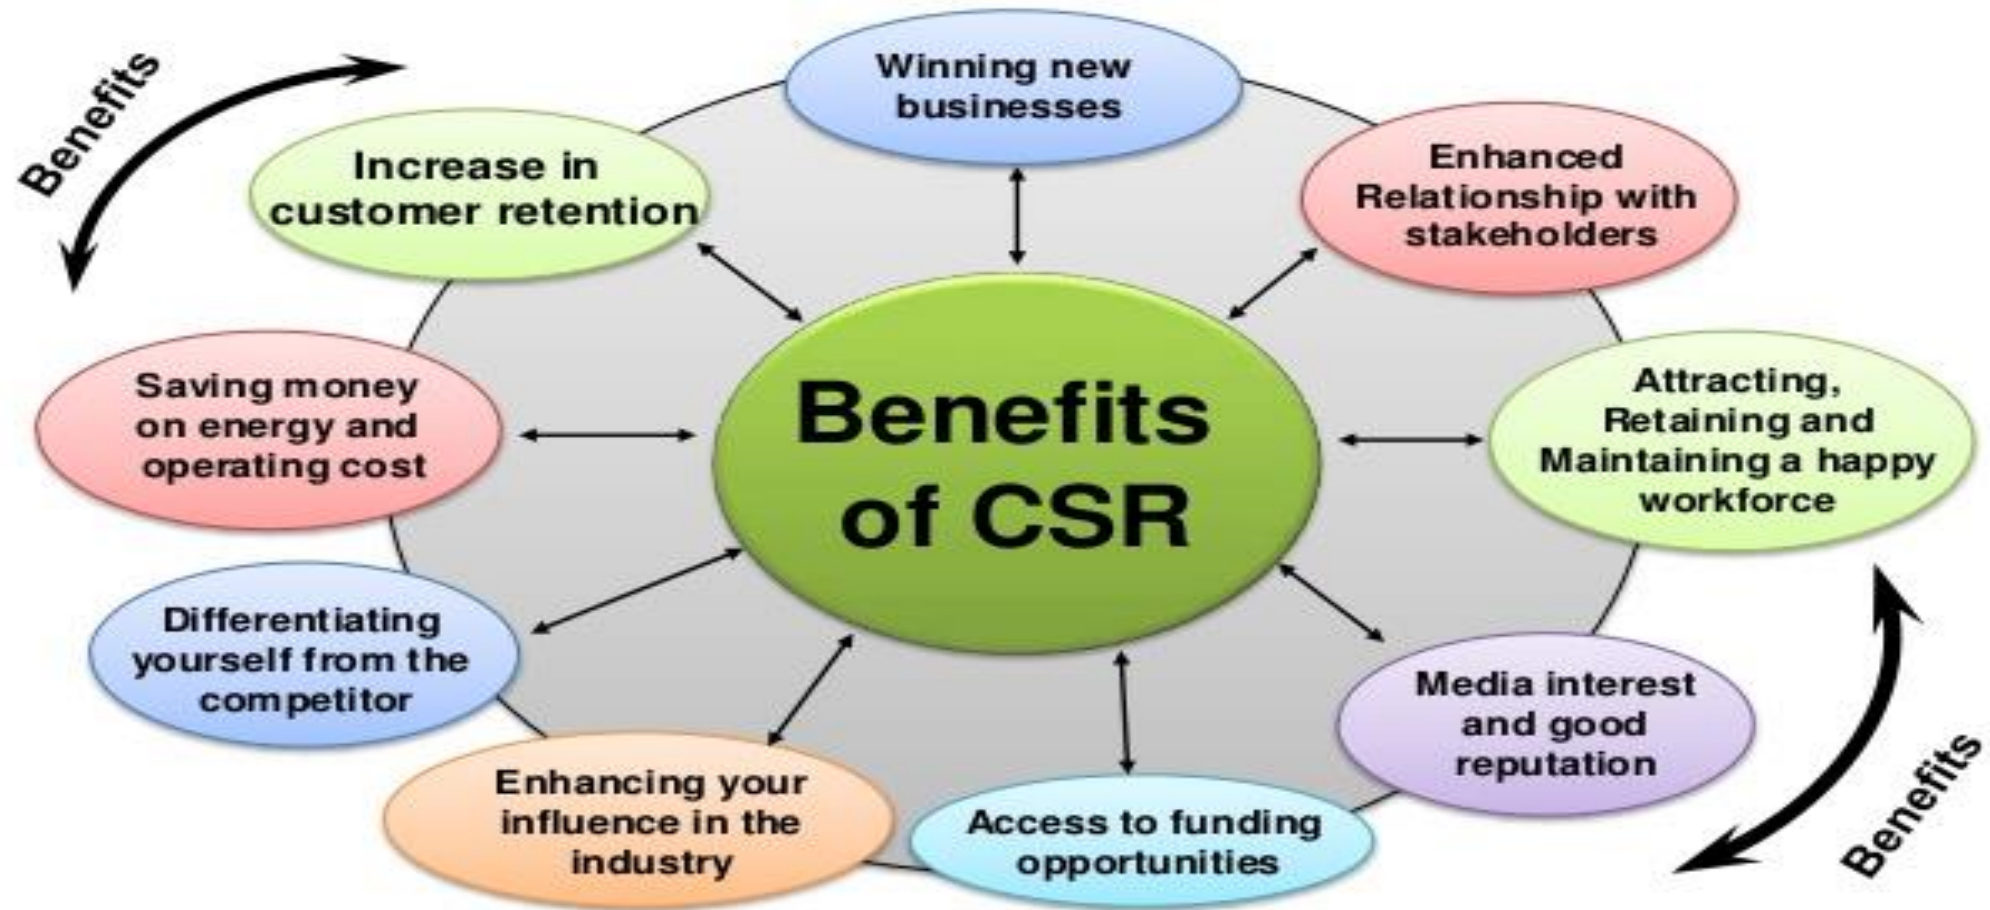 Benefits
Winning new
businesses
Increase in
customer retention
Enhanced
Relationship with
stakeholders
Saving money
on energy and
operating cost
Benefits
of CSR
Attracting,
Retaining and
Maintaining a happy
workforce
Differentiating
yourself from the
competitor
Media interest
and good
reputation
Enhancing your
influence in the
industry
Access to funding
opportunities
Benefits